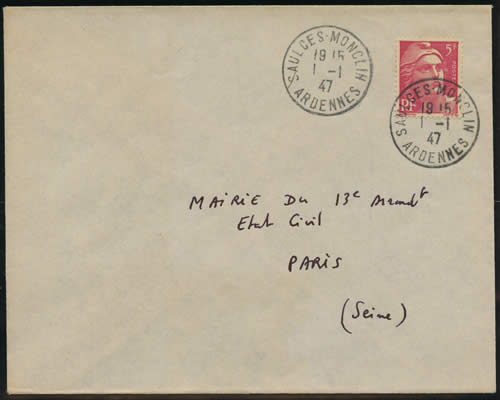 SAULCES-MONCLIN
19 15
1 -1
47
ARDENNES
5F
POSTES
RF
SAULCES-MONCLIN
19 15
1 -1
47
ARDENNES
MAIRIE Du 13e Arrondt
Etat Civil
PARIS
(Seine)